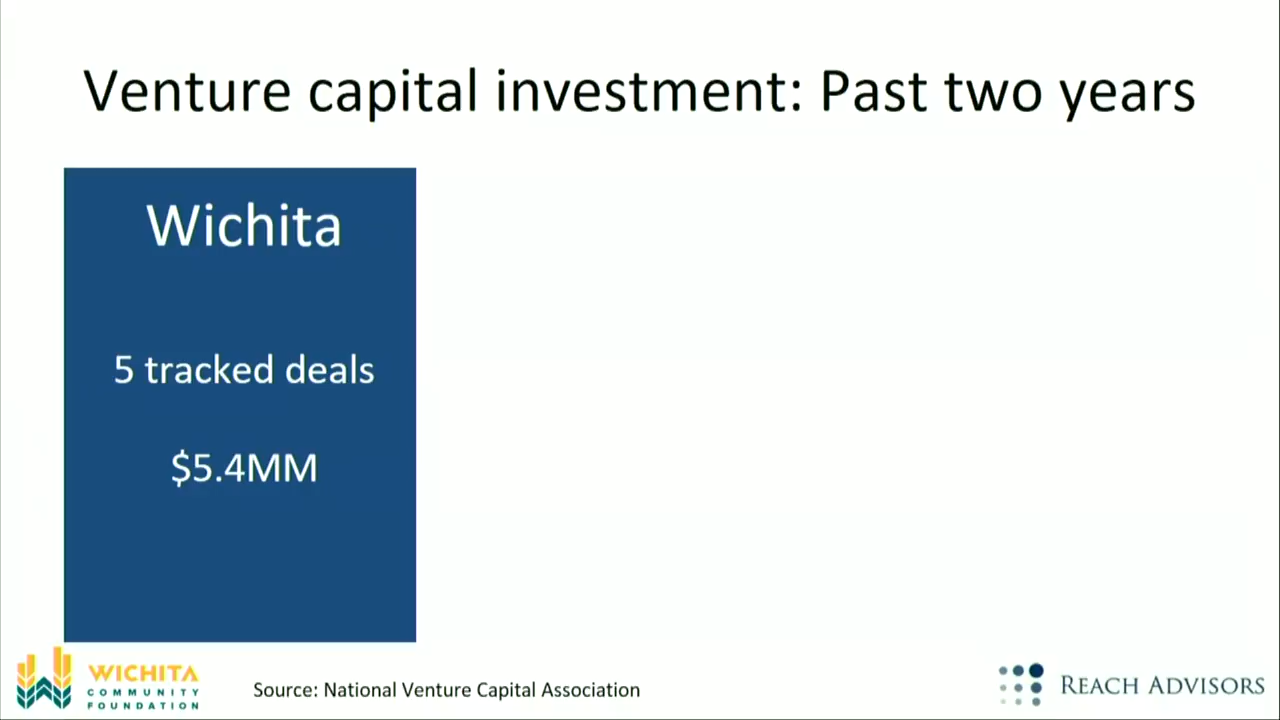 Venture capital investment: Past two years
Wichita
5 tracked deals
$5.4MM
WICHITA
COMMUNITY
FOUNDATION
Source: National Venture Capital Association
REACH ADVISORS